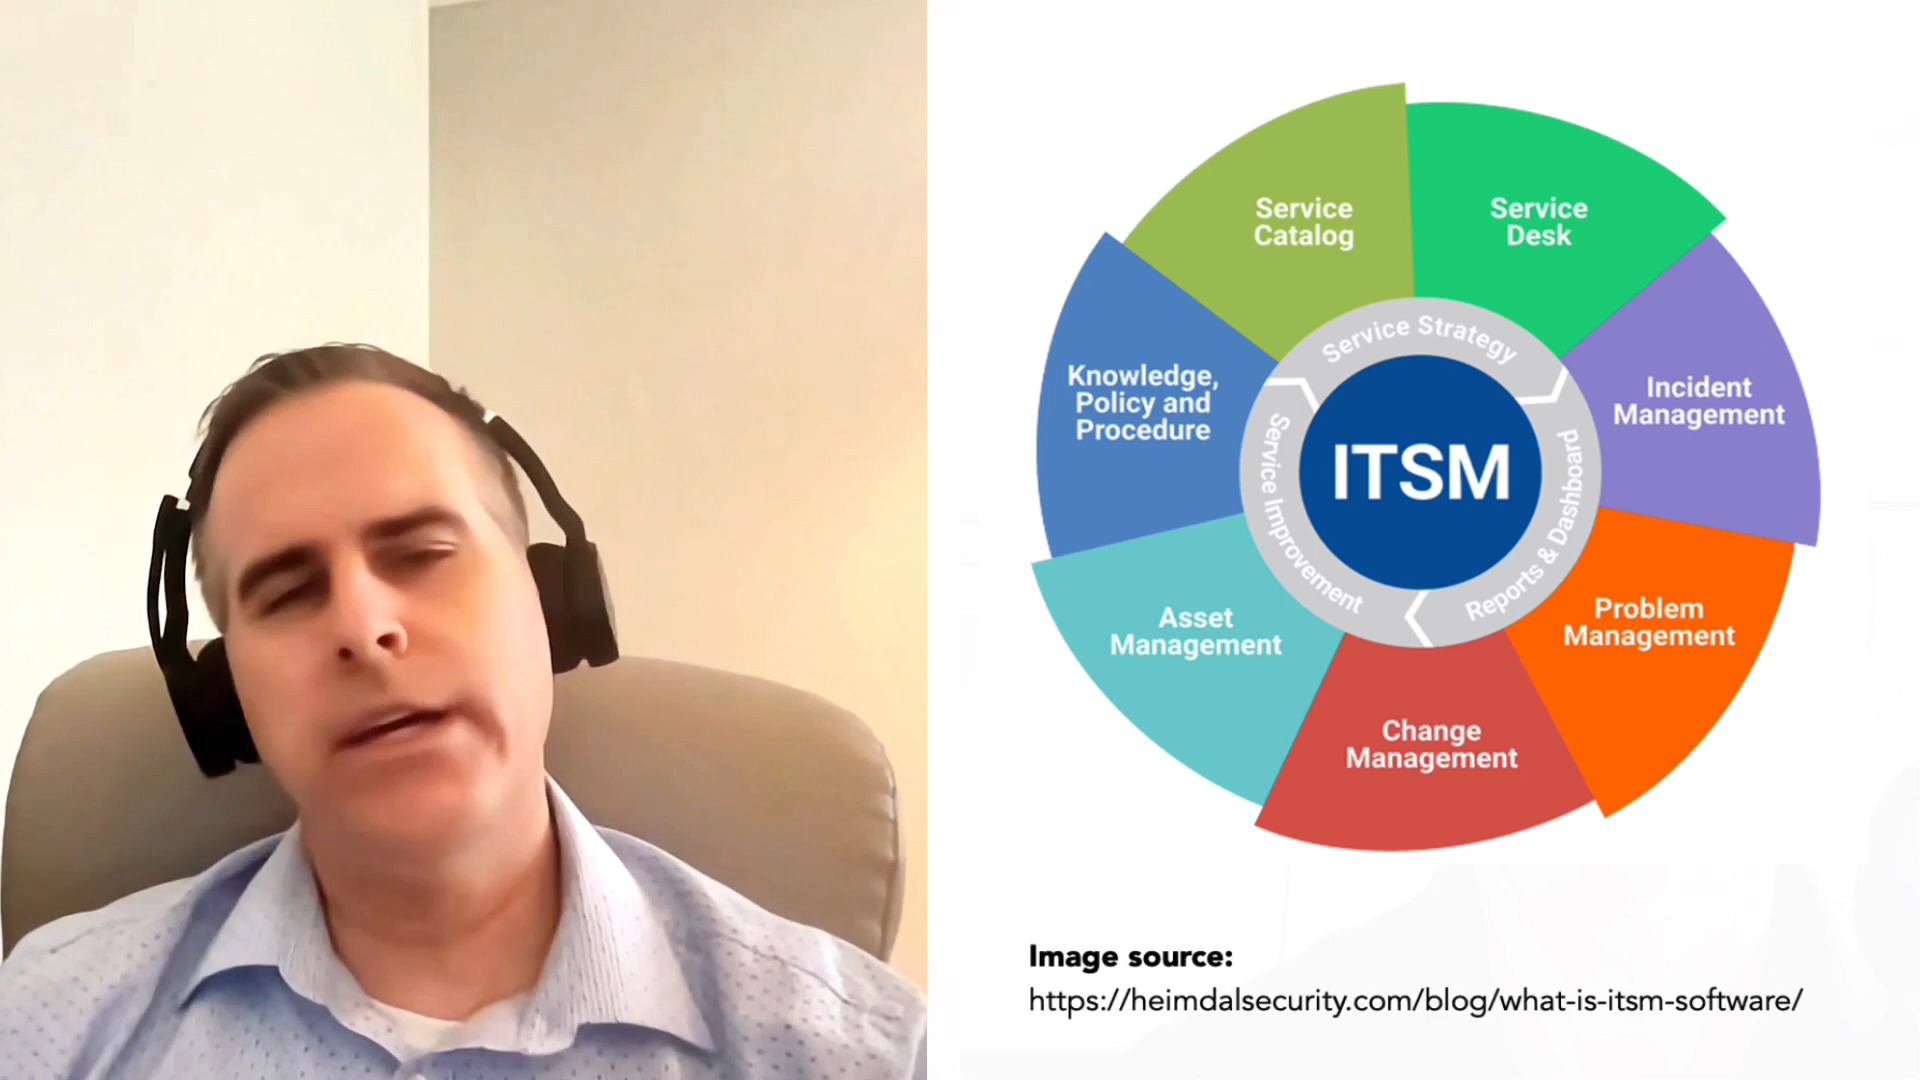 Service
Catalog
Service
Desk
Knowledge,
Policy and
Procedure
Incident
Management
Service Strategy
ITSM
Service Improvement
Reports & Dashboard
Asset
Management
Problem
Management
Change
Management
Image source:
https://heimdalsecurity.com/blog/what-is-itsm-software/